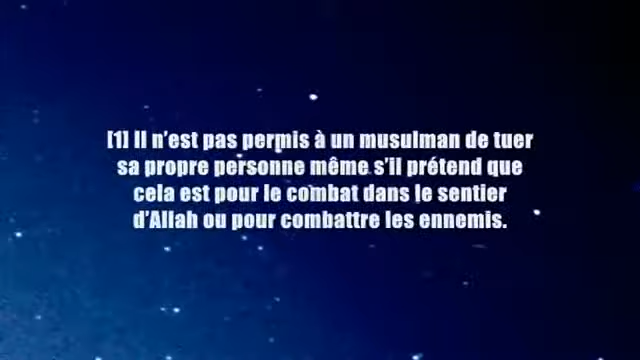 [1] Il n’est pas permis à un musulman de tuer
sa propre personne même s’il prétend que
cela est pour le combat dans le sentier
d’Allah ou pour combattre les ennemis.